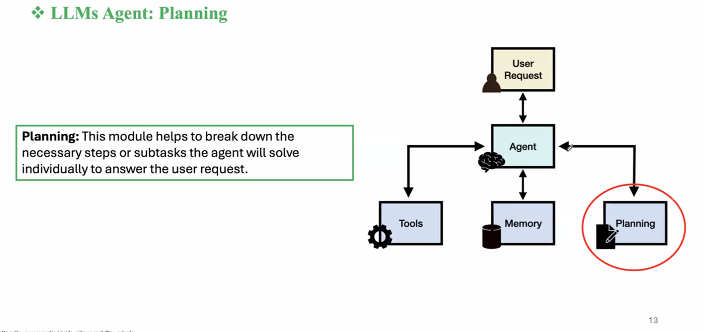 ❖ LLMs Agent: Planning
User
Request
Planning: This module helps to break down the
necessary steps or subtasks the agent will solve
individually to answer the user request.
Agent
Tools
Memory
Planning
13